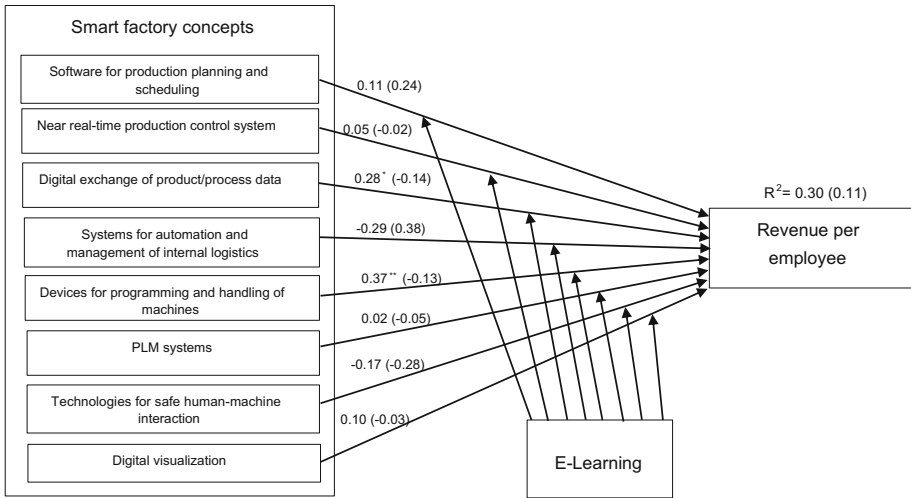 Smart factory concepts
Software for production planning and
scheduling
0.11 (0.24)
Near real-time production control system
0.05 (-0.02)
Digital exchange of product/process data
0.28* (-0.14)
Systems for automation and
management of internal logistics
-0.29 (0.38)
Devices for programming and handling of
machines
0.37** (-0.13)
PLM systems
0.02 (-0.05)
Technologies for safe human-machine
interaction
-0.17 (-0.28)
Digital visualization
0.10 (-0.03)
R²= 0.30 (0.11)
Revenue per
employee
E-Learning